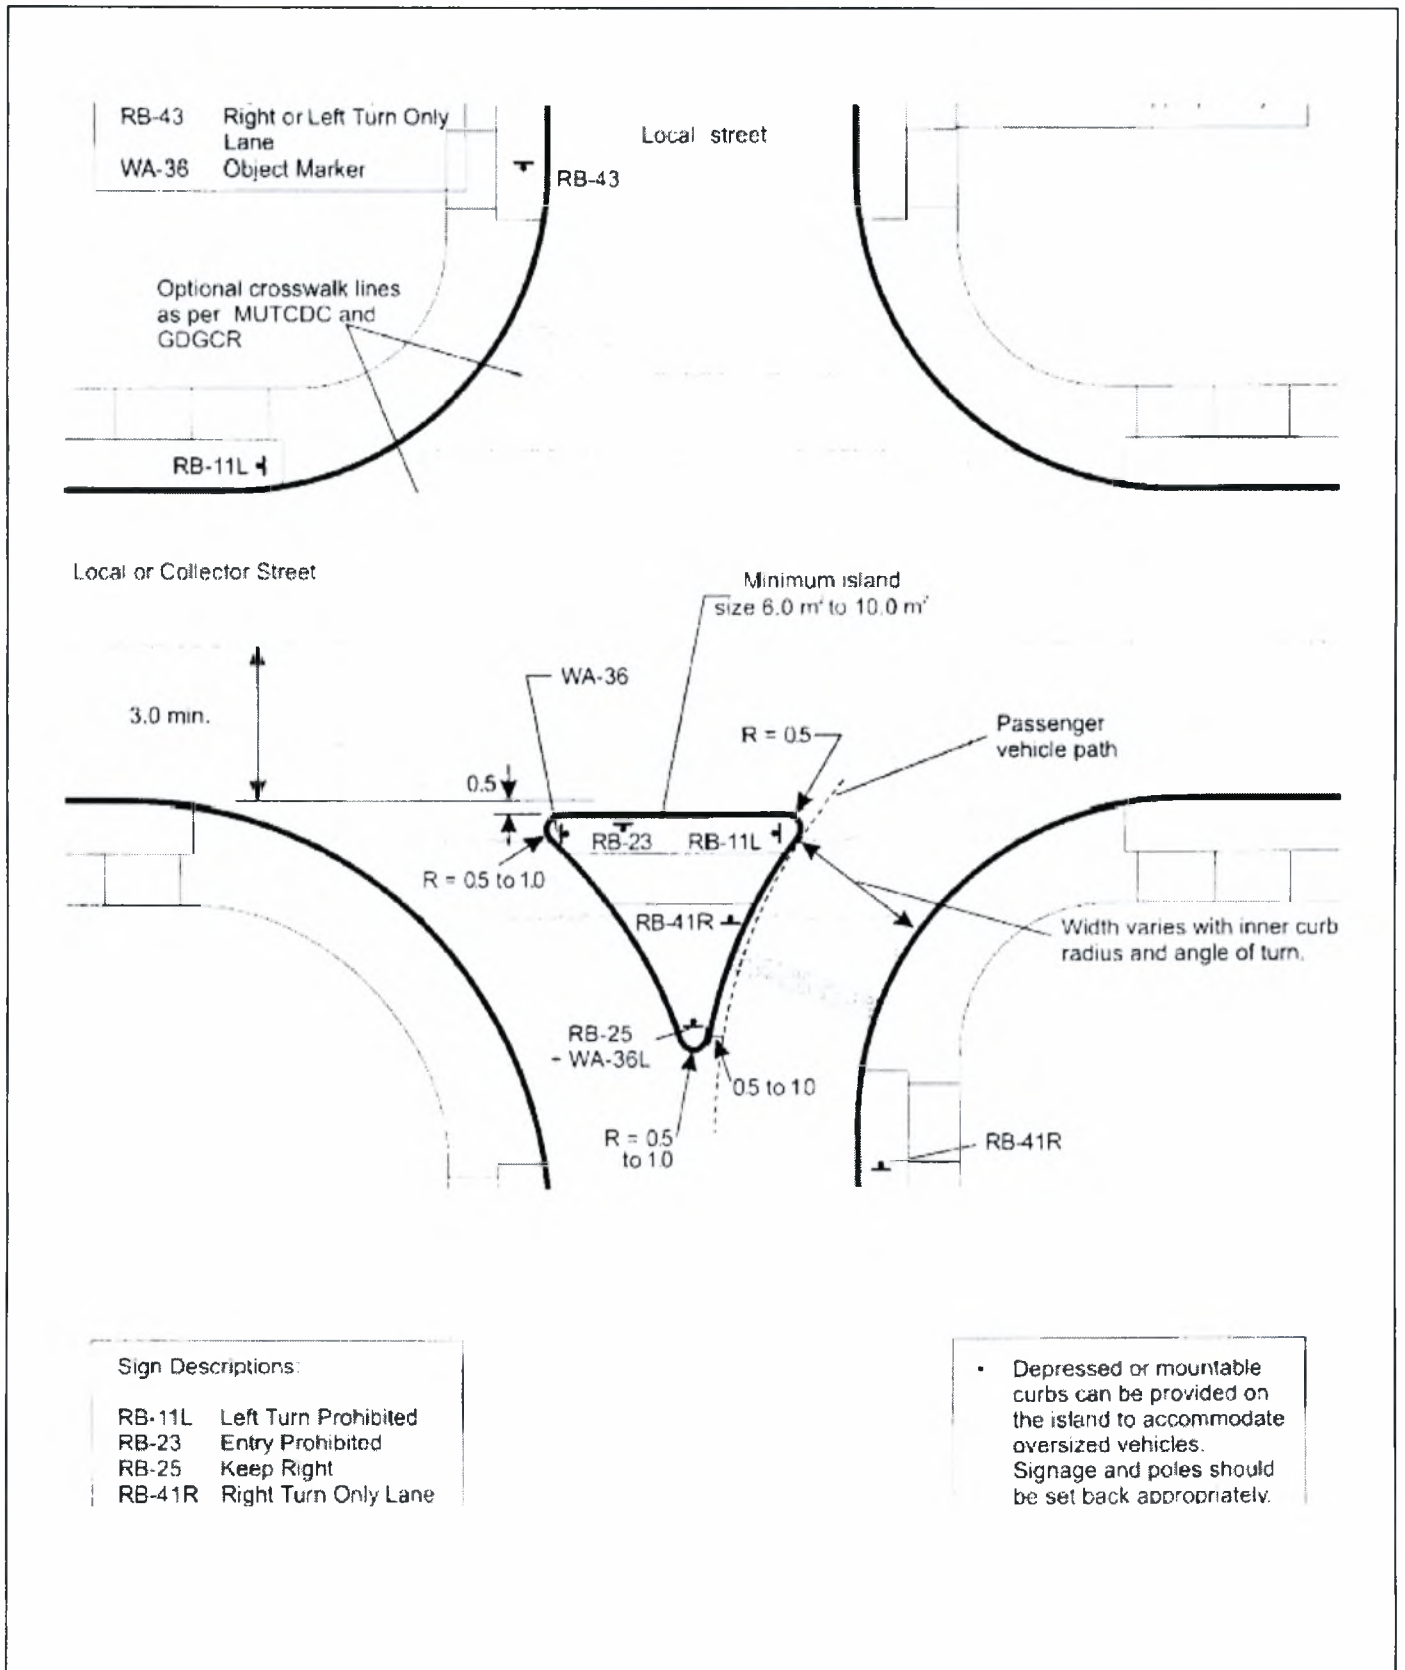 RB-43 Right or Left Turn Only
Lane
WA-36 Object Marker
Local street
RB-43
Optional crosswalk lines
as per MUTCDC and
GDGCR
RB-11L
Local or Collector Street
Minimum island
size 6.0 m² to 10.0 m²
WA-36
3.0 min.
R = 0.5
Passenger
vehicle path
0.5
RB-23
RB-11L
R = 0.5 to 1.0
RB-41R
Width varies with inner curb
radius and angle of turn.
RB-25
- WA-36L
0.5 to 1.0
R = 0.5
to 1.0
RB-41R
Sign Descriptions:
RB-11L Left Turn Prohibited
RB-23 Entry Prohibited
RB-25 Keep Right
RB-41R Right Turn Only Lane
• Depressed or mountable
curbs can be provided on
the island to accommodate
oversized vehicles.
Signage and poles should
be set back appropriately.